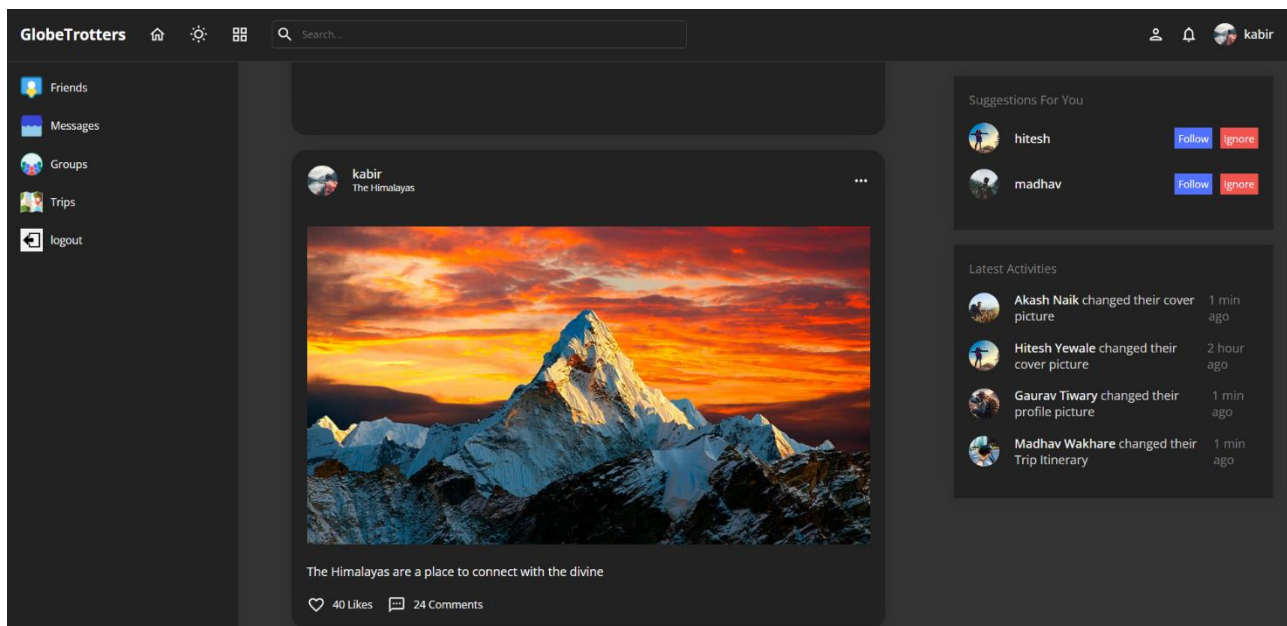 GlobeTrotters
Search...
kabir
Friends
Messages
Groups
Trips
logout
kabir
The Himalayas
The Himalayas are a place to connect with the divine
40 Likes
24 Comments
Suggestions For You
hitesh
Follow
Ignore
madhav
Follow
Ignore
Latest Activities
Akash Naik changed their cover
picture
1 min
ago
Hitesh Yewale changed their
cover picture
2 hour
ago
Gaurav Tiwary changed their
profile picture
1 min
ago
Madhav Wakhare changed their
Trip Itinerary
1 min
ago